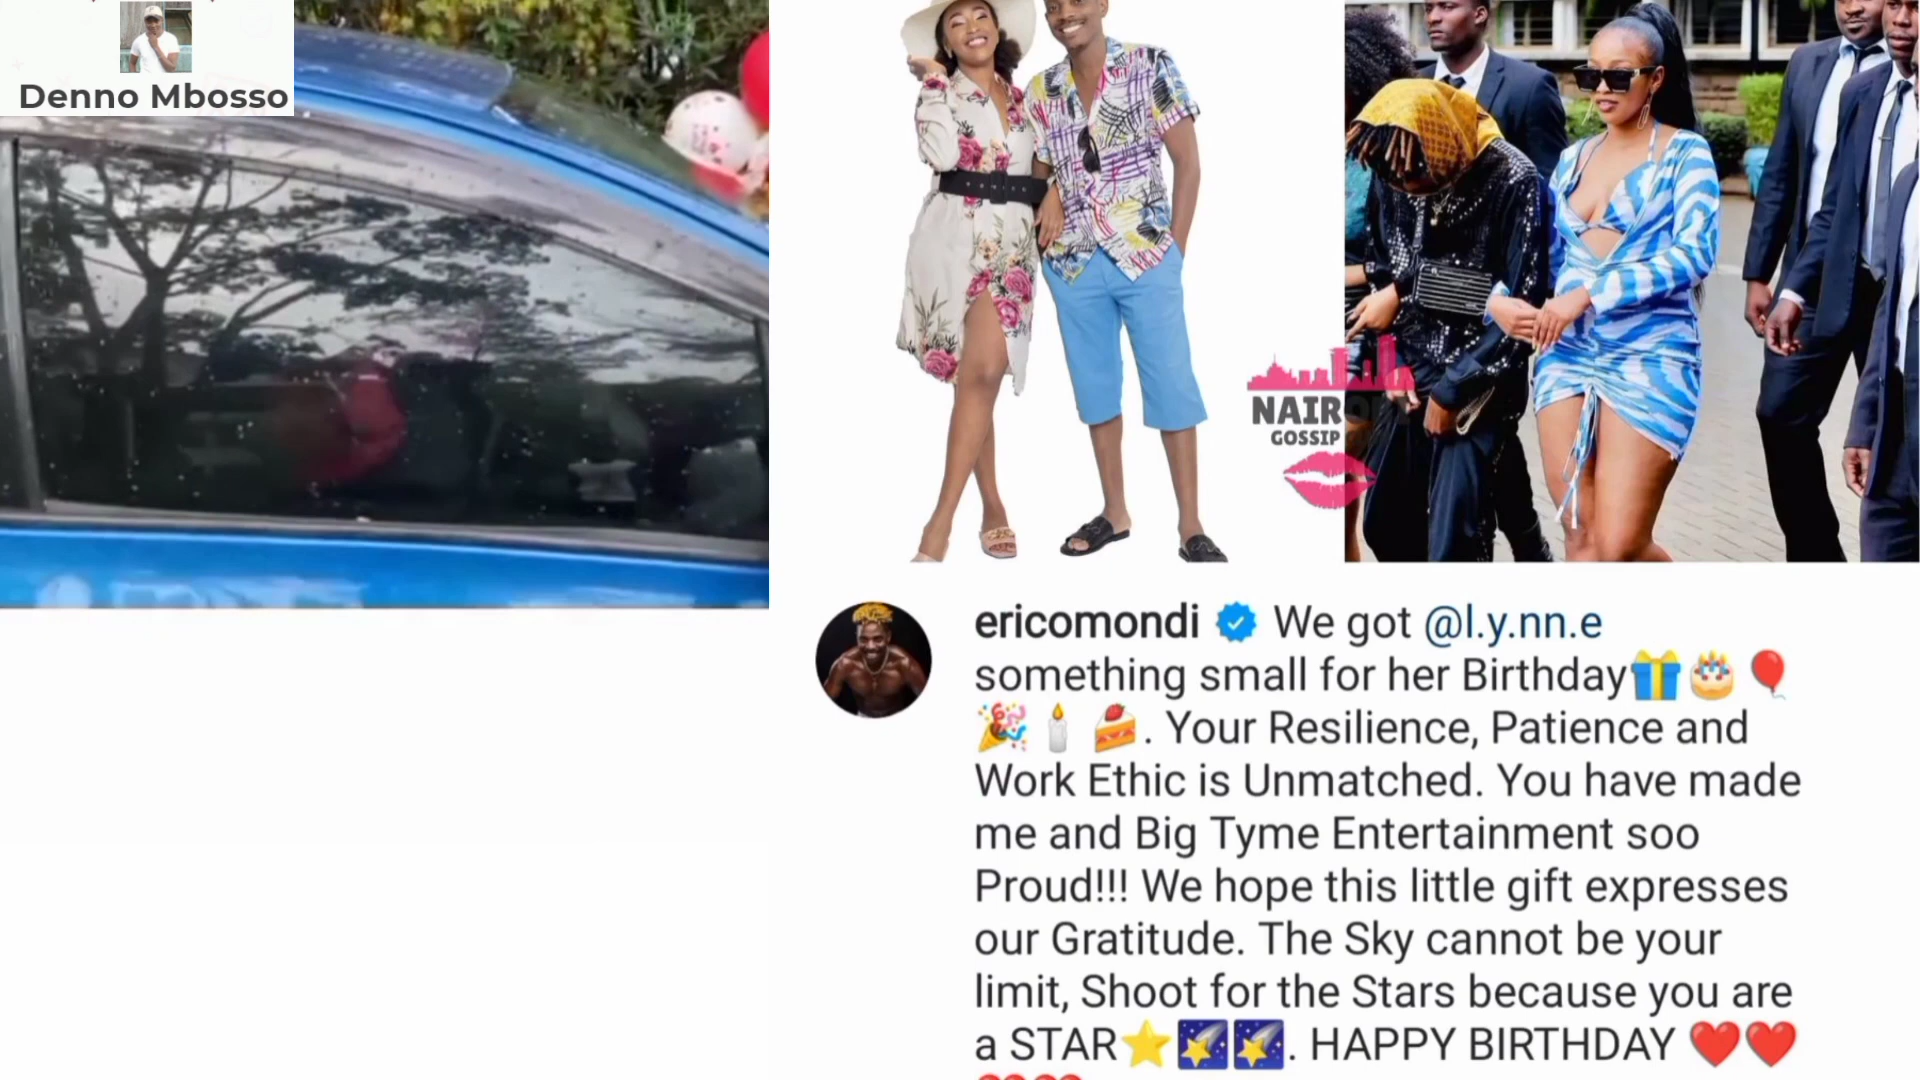 Denno Mbosso
NAIROBI
GOSSIP
ericomondi We got @l.y.nn.e
something small for her Birthday🎁🎂🎈
🎉🕯️🍰. Your Resilience, Patience and
Work Ethic is Unmatched. You have made
me and Big Tyme Entertainment soo
Proud!!! We hope this little gift expresses
our Gratitude. The Sky cannot be your
limit, Shoot for the Stars because you are
a STAR⭐🌠🌠. HAPPY BIRTHDAY ❤️❤️